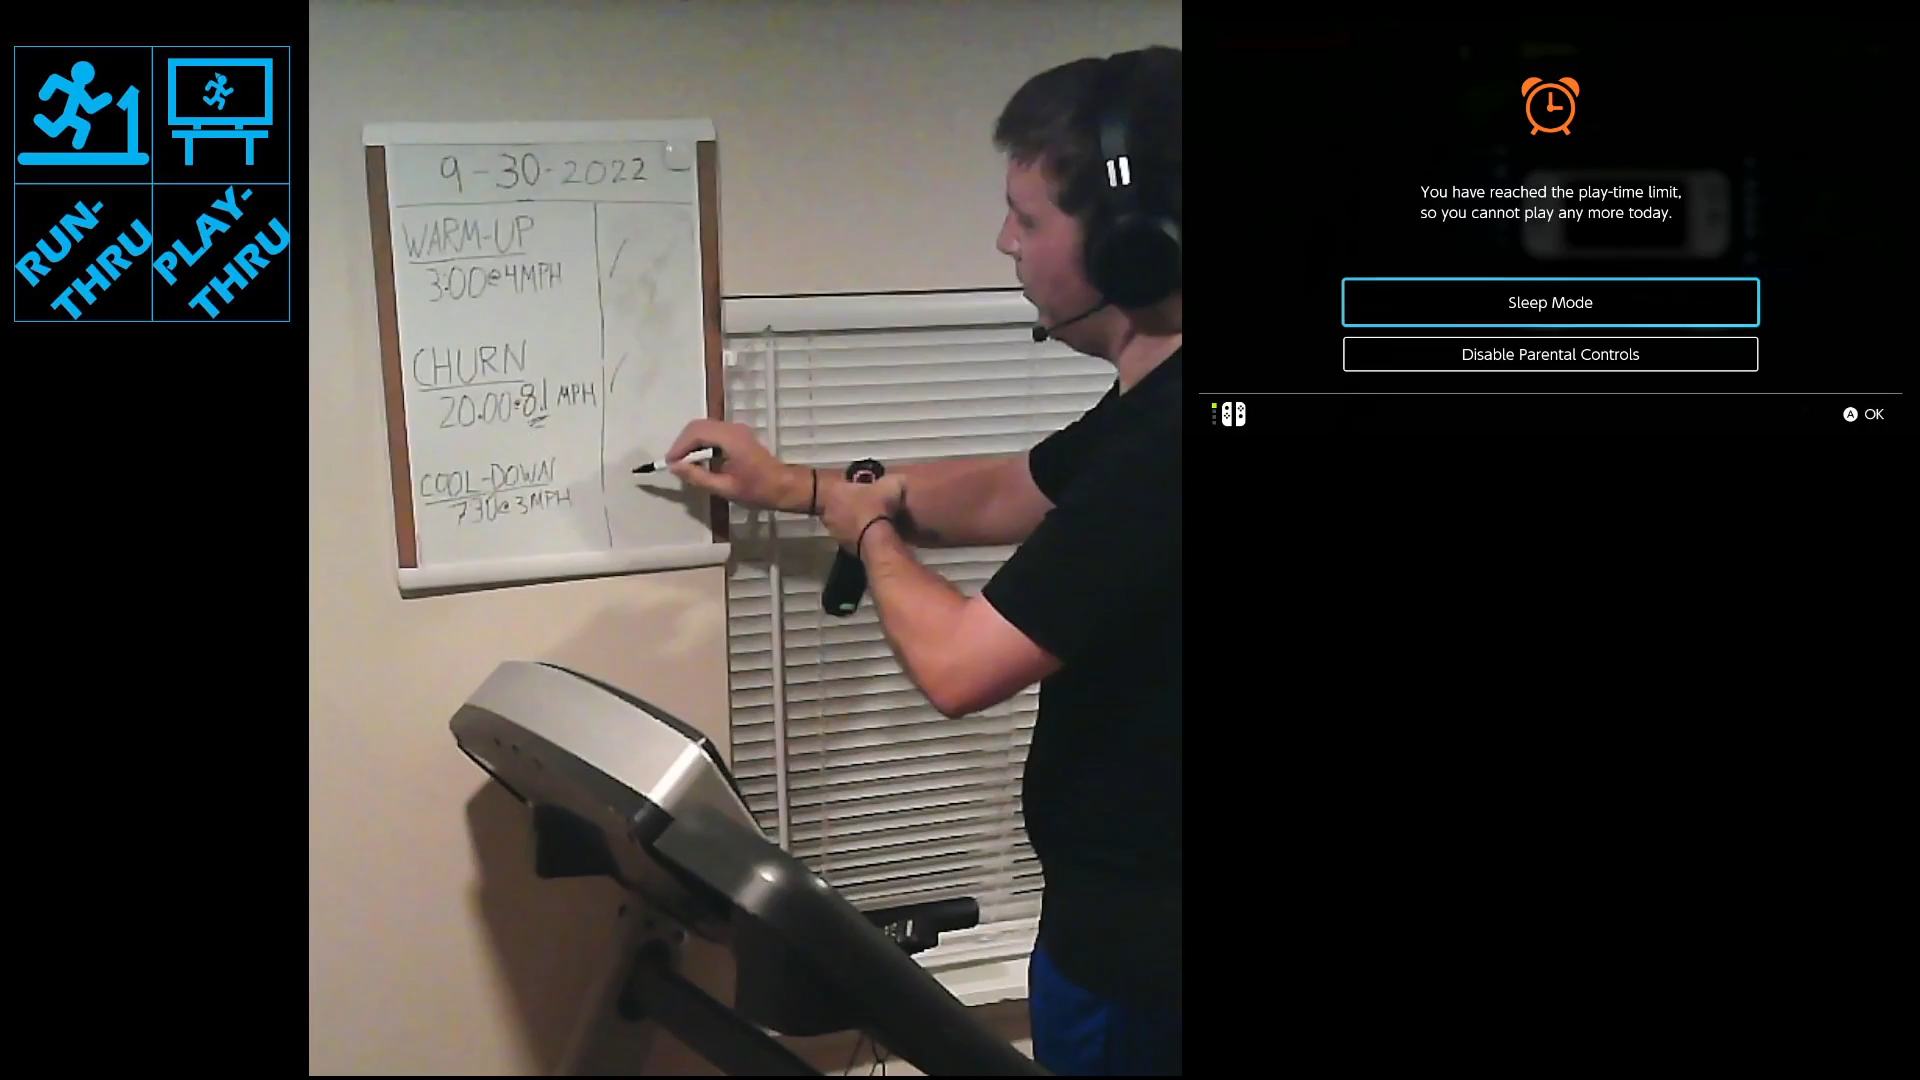 RUN-
THRU
PLAY-
THRU
9-30-2022
WARM-UP
3:00@4MPH
CHURN
20:00@8.1 MPH
COOL-DOWN
730@3MPH
You have reached the play-time limit,
so you cannot play any more today.
Sleep Mode
Disable Parental Controls
A OK